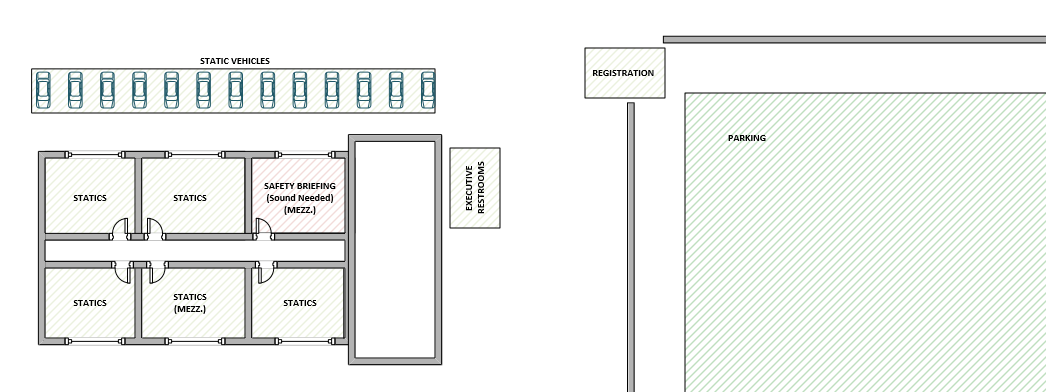 STATIC VEHICLES
REGISTRATION
PARKING
EXECUTIVE
RESTROOMS
STATICS
STATICS
SAFETY BRIEFING
(Sound Needed)
(MEZZ.)
STATICS
STATICS
(MEZZ.)
STATICS